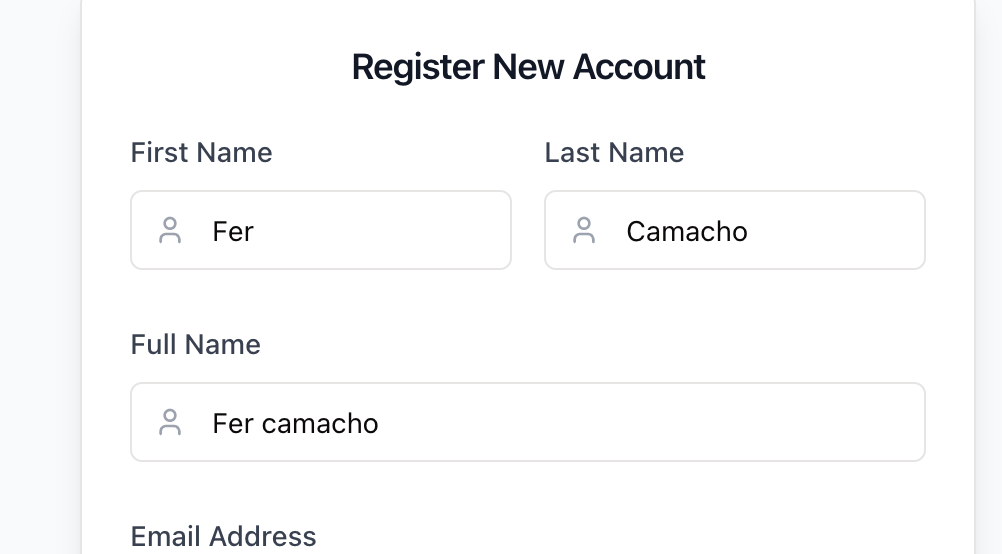 Register New Account
First Name
Last Name
Fer
Camacho
Full Name
Fer camacho
Email Address